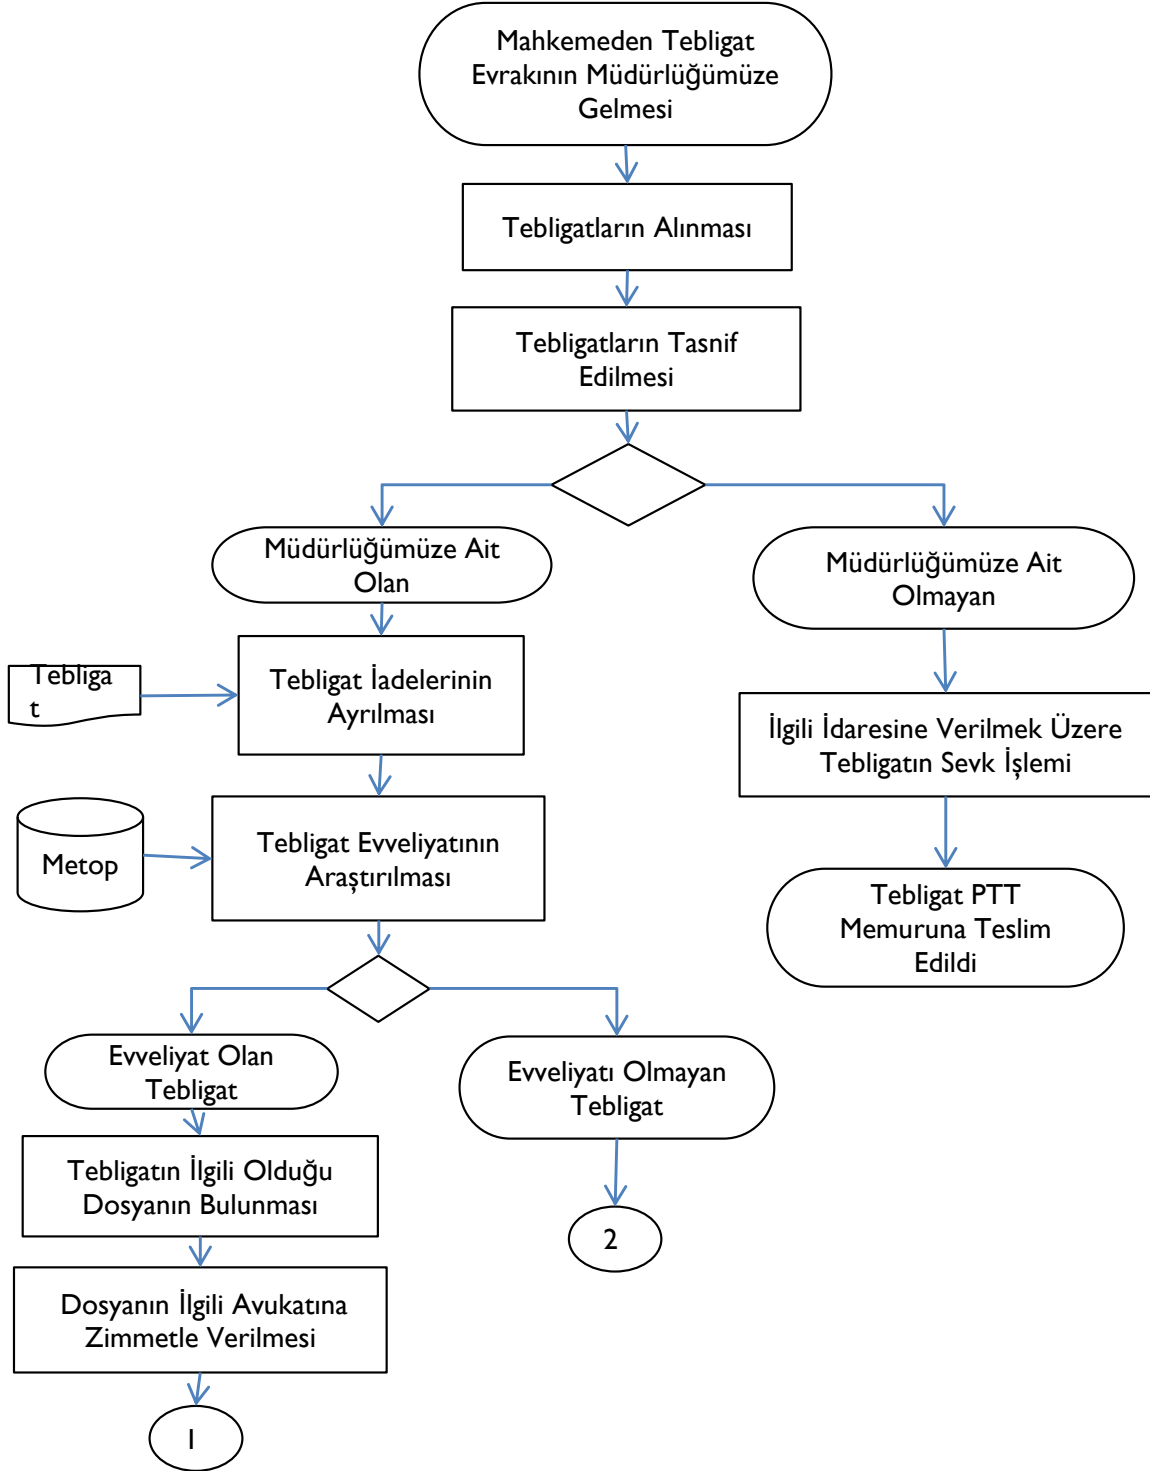 Mahkemeden Tebligat
Evrakının Müdürlüğümüze
Gelmesi
Tebligatların Alınması
Tebligatların Tasnif
Edilmesi
Müdürlüğümüze Ait
Olan
Müdürlüğümüze Ait
Olmayan
Tebliga
t
Tebligat İadelerinin
Ayrılması
İlgili İdaresine Verilmek Üzere
Tebligatın Sevk İşlemi
Metop
Tebligat Evveliyatının
Araştırılması
Tebligat PTT
Memuruna Teslim
Edildi
Evveliyat Olan
Tebligat
Evveliyatı Olmayan
Tebligat
Tebligatın İlgili Olduğu
Dosyanın Bulunması
2
Dosyanın İlgili Avukatına
Zimmetle Verilmesi
1